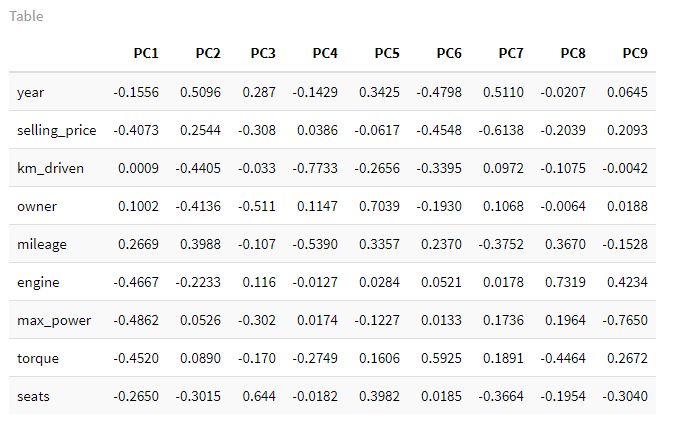 Table
PC1 PC2 PC3 PC4 PC5 PC6 PC7 PC8 PC9
year -0.1556 0.5096 0.287 -0.1429 0.3425 -0.4798 0.5110 -0.0207 0.0645
selling_price -0.4073 0.2544 -0.308 0.0386 -0.0617 -0.4548 -0.6138 -0.2039 0.2093
km_driven 0.0009 -0.4405 -0.033 -0.7733 -0.2656 -0.3395 0.0972 -0.1075 -0.0042
owner 0.1002 -0.4136 -0.511 0.1147 0.7039 -0.1930 0.1068 -0.0064 0.0188
mileage 0.2669 0.3988 -0.107 -0.5390 0.3357 0.2370 -0.3752 0.3670 -0.1528
engine -0.4667 -0.2233 0.116 -0.0127 0.0284 0.0521 0.0178 0.7319 0.4234
max_power -0.4862 0.0526 -0.302 0.0174 -0.1227 0.0133 0.1736 0.1964 -0.7650
torque -0.4520 0.0890 -0.170 -0.2749 0.1606 0.5925 0.1891 -0.4464 0.2672
seats -0.2650 -0.3015 0.644 -0.0182 0.3982 0.0185 -0.3664 -0.1954 -0.3040